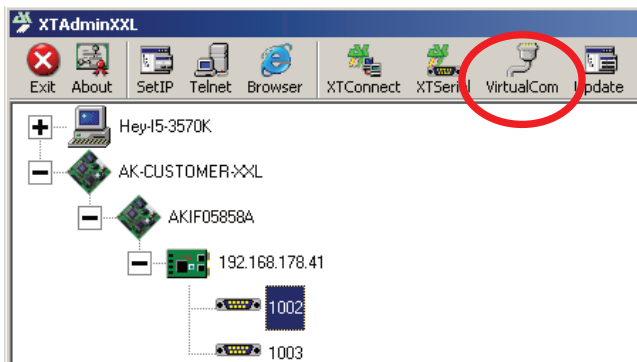 XTAdminXXL
Exit About SetIP Telnet Browser XTConnect XTSerial VirtualCom Update
Hey-I5-3570K
AK-CUSTOMER-XXL
AKIF05858A
192.168.178.41
1002
1003